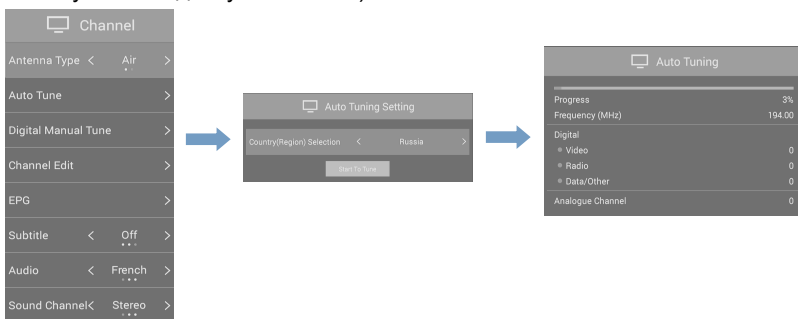 Channel
Antenna Type < Air >
Auto Tune >
Digital Manual Tune >
Channel Edit >
EPG >
Subtitle < Off >
Audio < French >
Sound Channel< Stereo >
Auto Tuning Setting
Country(Region) Selection < Russia >
Start To Tune
Auto Tuning
Progress 3%
Frequency (MHz) 194.00
Digital
Video 0
Radio 0
Data/Other 0
Analogue Channel 0